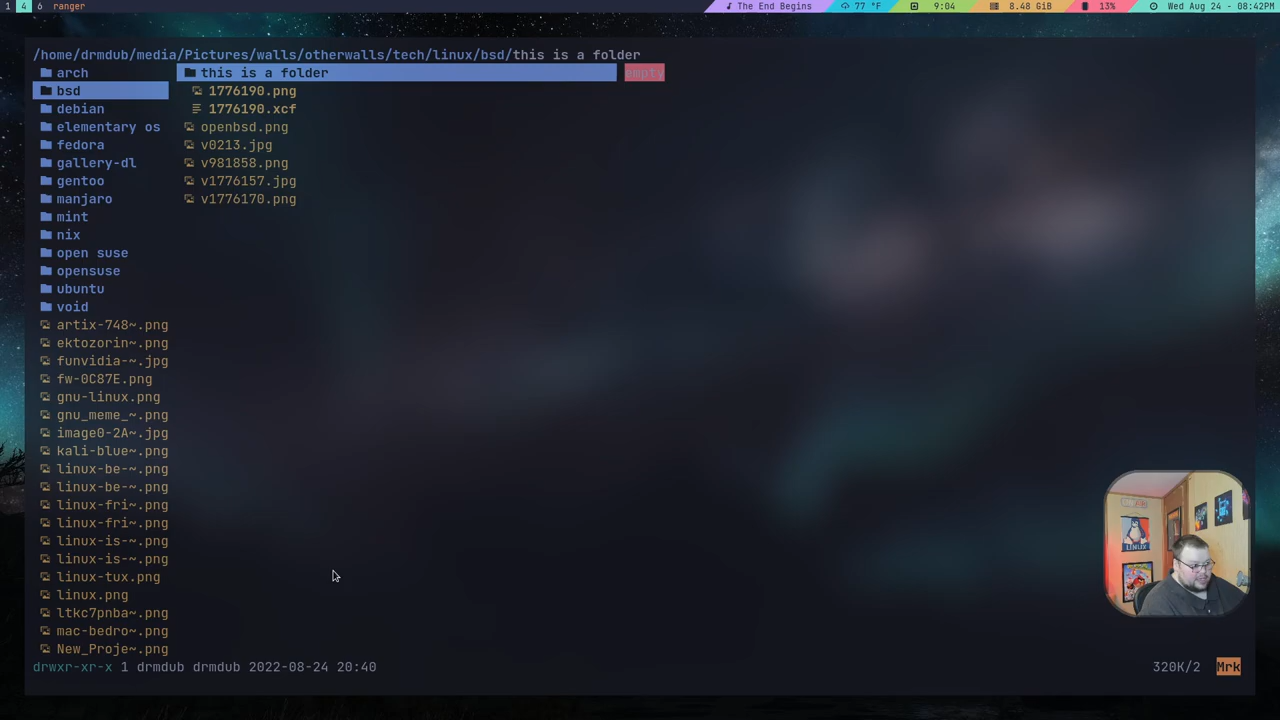 1 4 6 ranger
The End Begins 77 °F 9:04 8.48 GiB 13% Wed Aug 24 - 08:42PM
/home/drmdub/media/Pictures/walls/otherwalls/tech/linux/bsd/this is a folder
arch
bsd
debian
elementary os
fedora
gallery-dl
gentoo
manjaro
mint
nix
open suse
opensuse
ubuntu
void
artix-748~.png
ektozorin~.png
funvidia-~.jpg
fw-0C87E.png
gnu-linux.png
gnu_meme_~.png
image0-2A~.jpg
kali-blue~.png
linux-be-~.png
linux-be-~.png
linux-fri~.png
linux-fri~.png
linux-is-~.png
linux-is-~.png
linux-tux.png
linux.png
ltkc7pnba~.png
mac-bedro~.png
New_Proje~.png
this is a folder
1776190.png
1776190.xcf
openbsd.png
v0213.jpg
v981858.png
v1776157.jpg
v1776170.png
empty
LINUX
drwxr-xr-x 1 drmdub drmdub 2022-08-24 20:40
320K/2 Mrk